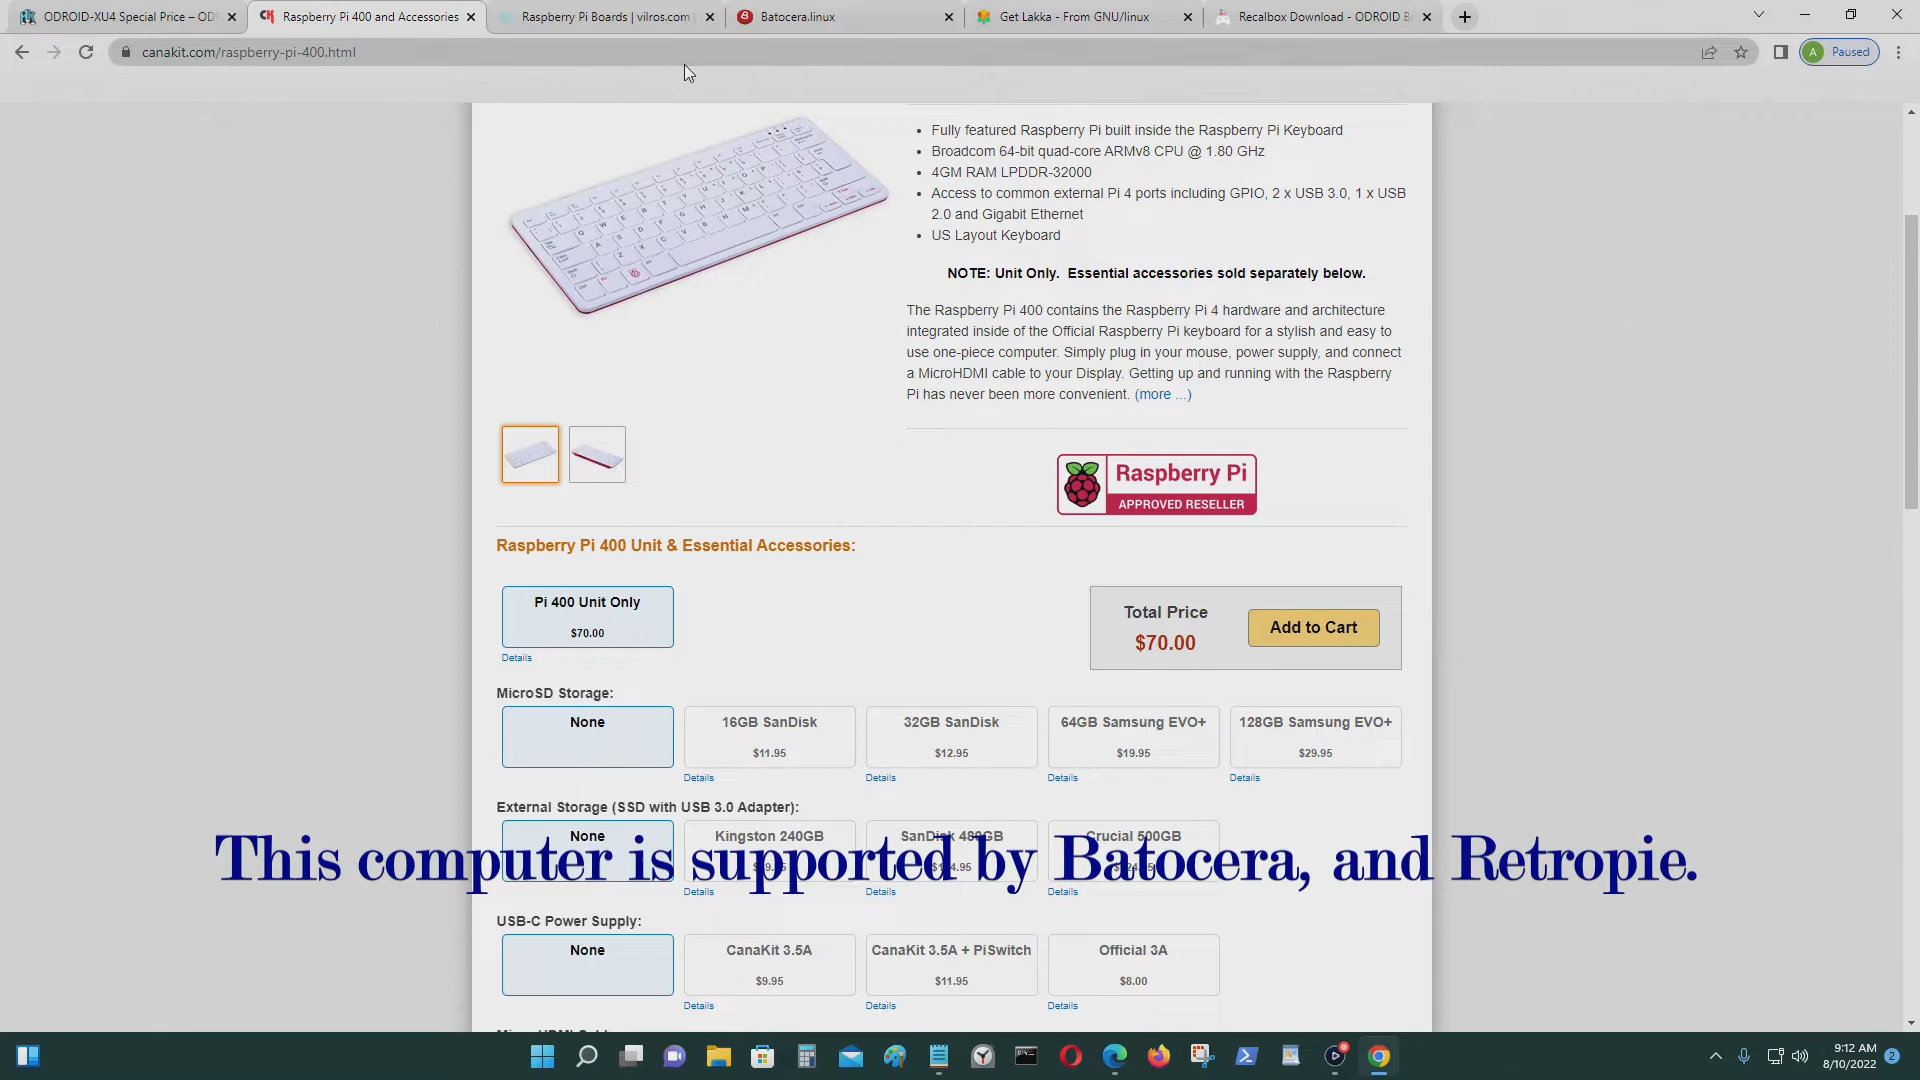 ODROID-XU4 Special Price – ODR
Raspberry Pi 400 and Accessories
Raspberry Pi Boards | vilros.com
Batocera.linux
Get Lakka - From GNU/linux
Recalbox Download - ODROID B
canakit.com/raspberry-pi-400.html
A Paused
Fully featured Raspberry Pi built inside the Raspberry Pi Keyboard
Broadcom 64-bit quad-core ARMv8 CPU @ 1.80 GHz
4GM RAM LPDDR-32000
Access to common external Pi 4 ports including GPIO, 2 x USB 3.0, 1 x USB
2.0 and Gigabit Ethernet
US Layout Keyboard
NOTE: Unit Only. Essential accessories sold separately below.
The Raspberry Pi 400 contains the Raspberry Pi 4 hardware and architecture
integrated inside of the Official Raspberry Pi keyboard for a stylish and easy to
use one-piece computer. Simply plug in your mouse, power supply, and connect
a MicroHDMI cable to your Display. Getting up and running with the Raspberry
Pi has never been more convenient. (more ...)
Raspberry Pi
APPROVED RESELLER
Raspberry Pi 400 Unit & Essential Accessories:
Pi 400 Unit Only
$70.00
Details
Total Price
$70.00
Add to Cart
MicroSD Storage:
None
16GB SanDisk
32GB SanDisk
64GB Samsung EVO+
128GB Samsung EVO+
$11.95
$12.95
$19.95
$29.95
Details
Details
Details
Details
External Storage (SSD with USB 3.0 Adapter):
None
Kingston 240GB
SanDisk 480GB
Crucial 500GB
This computer is supported by Batocera, and Retropie.
Details
Details
Details
USB-C Power Supply:
None
CanaKit 3.5A
CanaKit 3.5A + PiSwitch
Official 3A
$9.95
$11.95
$8.00
Details
Details
Details
9:12 AM
8/10/2022
2